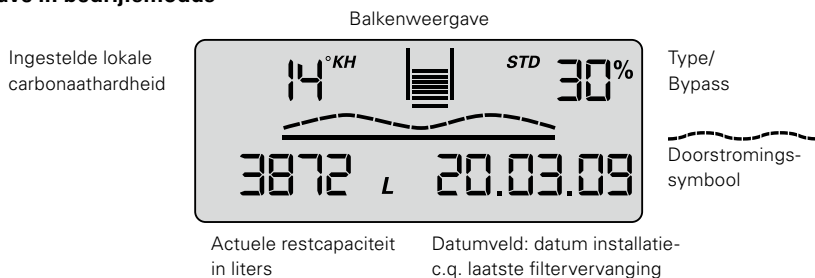 Balkenweergave
Ingestelde lokale
carbonaathardheid
14 °KH
STD 30%
Type/
Bypass
Doorstromings-
symbool
3872 L 20.03.09
Actuele restcapaciteit
in liters
Datumveld: datum installatie-
c.q. laatste filtervervanging